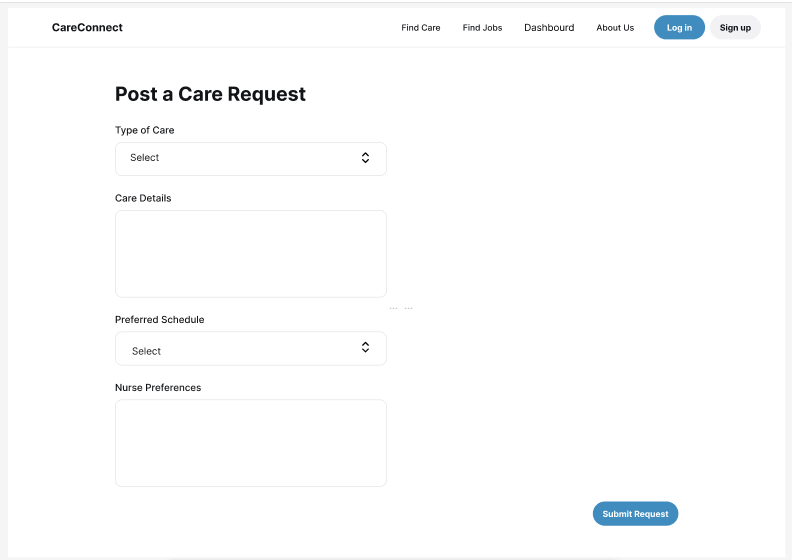 CareConnect Find Care Find Jobs Dashbourd About Us Log in Sign up
Post a Care Request
Type of Care
Select
Care Details
Preferred Schedule
Select
Nurse Preferences
Submit Request